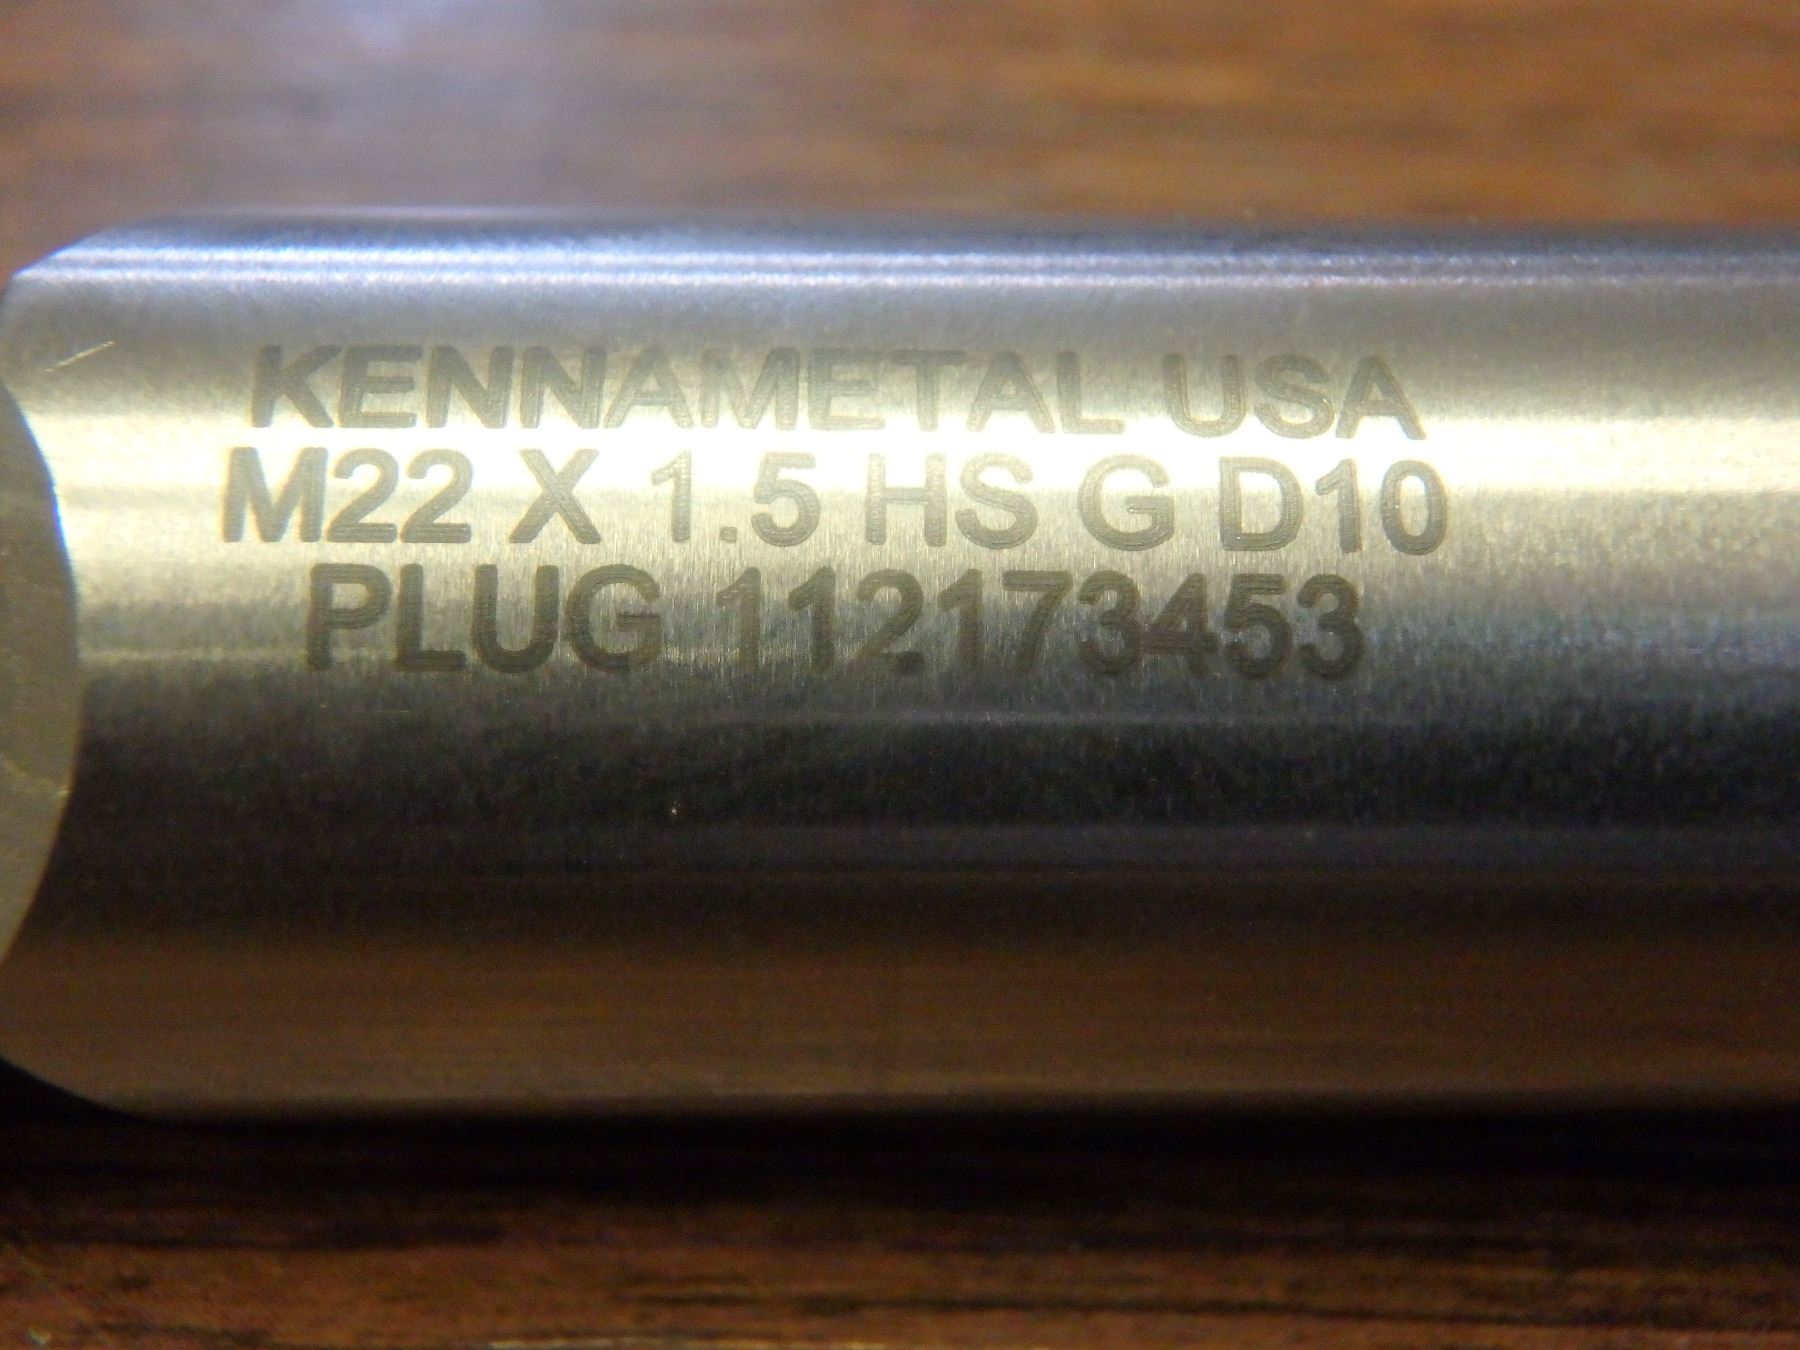 KENNAMETAL USA
M22 X 1.5 HS G D10
PLUG 112173453